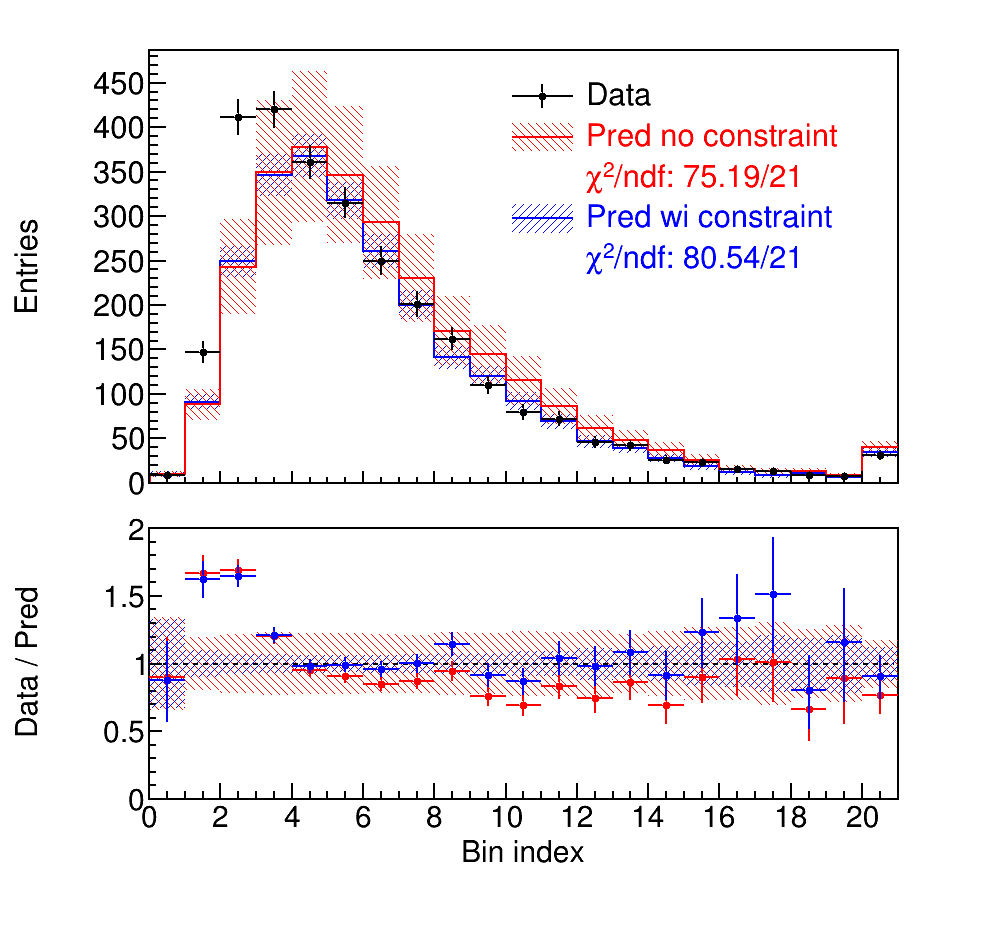 Entries
450
400
350
300
250
200
150
100
50
0
Data
Pred no constraint
χ²/ndf: 75.19/21
Pred wi constraint
χ²/ndf: 80.54/21
Data / Pred
2
1.5
1
0.5
0
0 2 4 6 8 10 12 14 16 18 20
Bin index